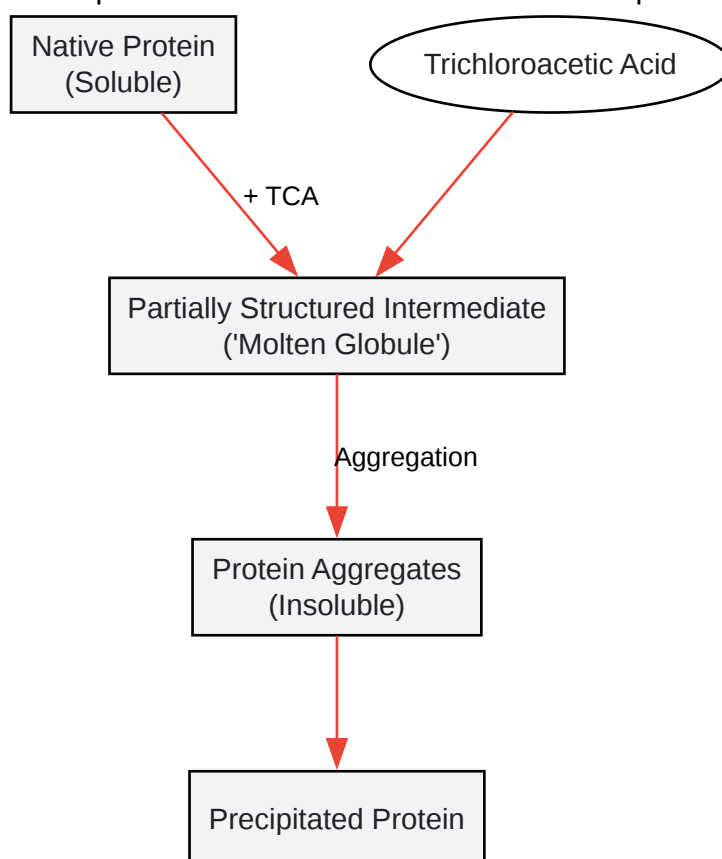 Native Protein
(Soluble)
Trichloroacetic Acid
+ TCA
Partially Structured Intermediate
('Molten Globule')
Aggregation
Protein Aggregates
(Insoluble)
Precipitated Protein